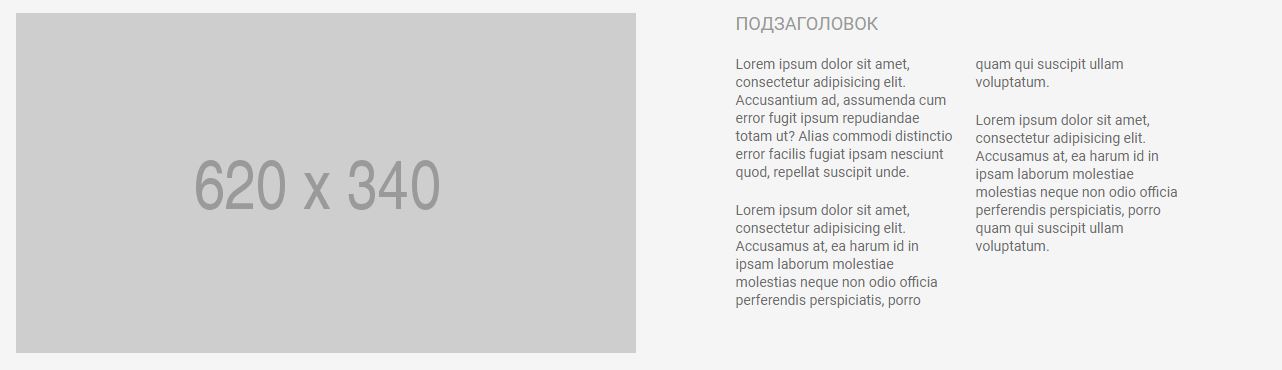 620 x 340
ПОДЗАГОЛОВОК
Lorem ipsum dolor sit amet,
consectetur adipisicing elit.
Accusantium ad, assumenda cum
error fugit ipsum repudiandae
totam ut? Alias commodi distinctio
error facilis fugiat ipsam nesciunt
quod, repellat suscipit unde.
Lorem ipsum dolor sit amet,
consectetur adipisicing elit.
Accusamus at, ea harum id in
ipsam laborum molestiae
molestias neque non odio officia
perferendis perspiciatis, porro
quam qui suscipit ullam
voluptatum.
Lorem ipsum dolor sit amet,
consectetur adipisicing elit.
Accusamus at, ea harum id in
ipsam laborum molestiae
molestias neque non odio officia
perferendis perspiciatis, porro
quam qui suscipit ullam
voluptatum.